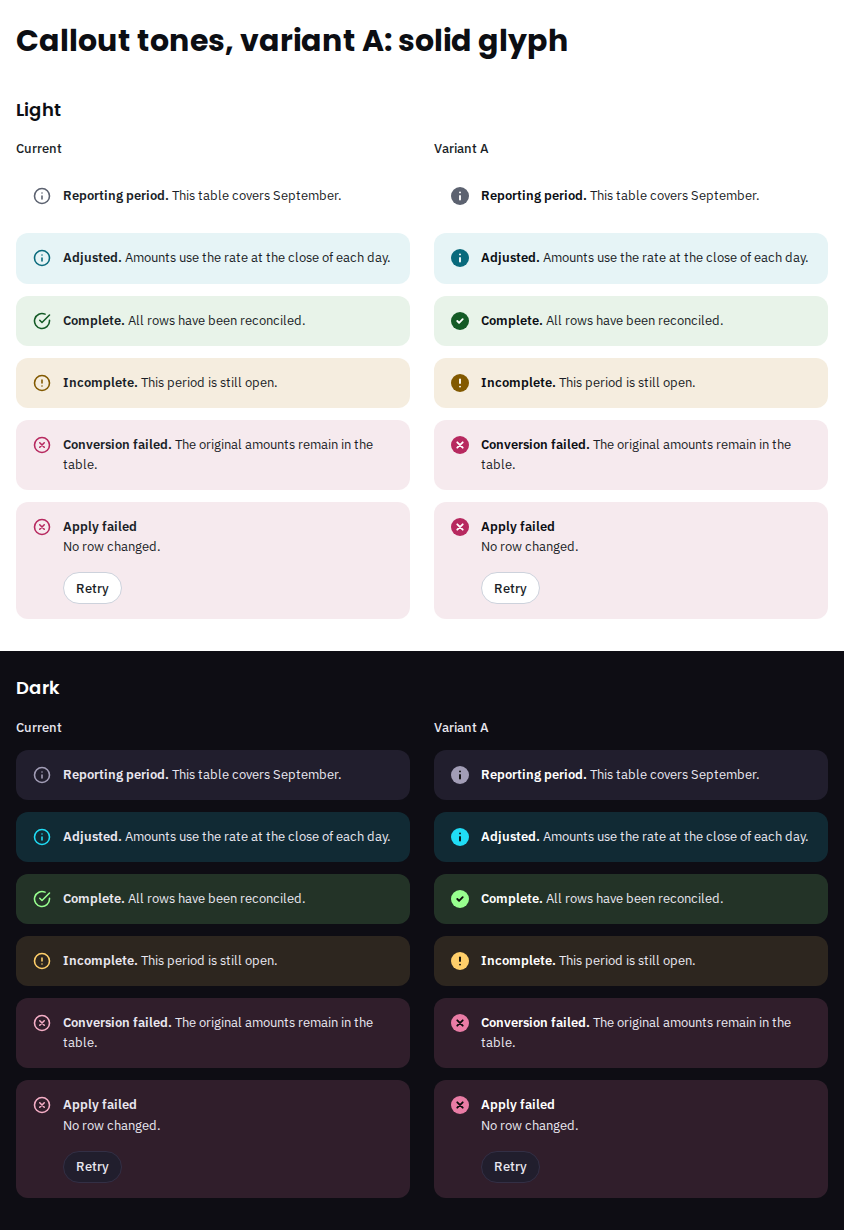 Callout tones, variant A: solid glyph
Light
Current
Reporting period. This table covers September.
Adjusted. Amounts use the rate at the close of each day.
Complete. All rows have been reconciled.
Incomplete. This period is still open.
Conversion failed. The original amounts remain in the
table.
Apply failed
No row changed.
Retry
Variant A
Reporting period. This table covers September.
Adjusted. Amounts use the rate at the close of each day.
Complete. All rows have been reconciled.
Incomplete. This period is still open.
Conversion failed. The original amounts remain in the
table.
Apply failed
No row changed.
Retry
Dark
Current
Reporting period. This table covers September.
Adjusted. Amounts use the rate at the close of each day.
Complete. All rows have been reconciled.
Incomplete. This period is still open.
Conversion failed. The original amounts remain in the
table.
Apply failed
No row changed.
Retry
Variant A
Reporting period. This table covers September.
Adjusted. Amounts use the rate at the close of each day.
Complete. All rows have been reconciled.
Incomplete. This period is still open.
Conversion failed. The original amounts remain in the
table.
Apply failed
No row changed.
Retry